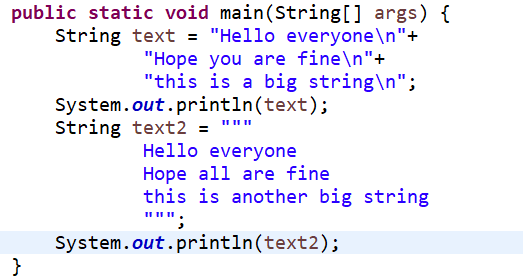 public static void main(String[] args) {
    String text = "Hello everyone\n"+
            "Hope you are fine\n"+
            "this is a big string\n";
    System.out.println(text);
    String text2 = """
            Hello everyone
            Hope all are fine
            this is another big string
            """;
    System.out.println(text2);
}